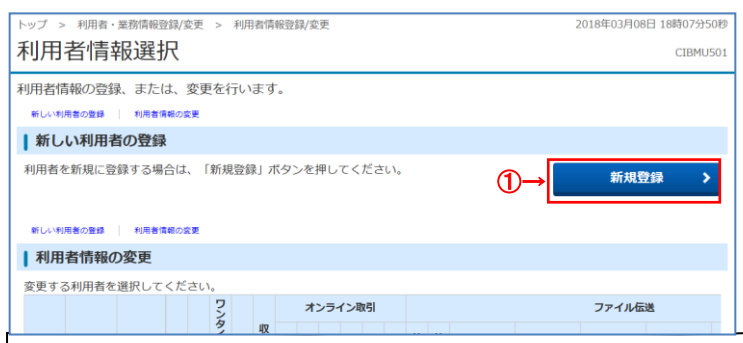 トップ > 利用者・業務情報登録/変更 > 利用者情報登録/変更 2018年03月08日 18時07分50秒
利用者情報選択 CIBMU501
利用者情報の登録、または、変更を行います。
新しい利用者の登録 | 利用者情報の変更
新しい利用者の登録
利用者を新規に登録する場合は、「新規登録」ボタンを押してください。
①→ 新規登録 >
新しい利用者の登録 | 利用者情報の変更
利用者情報の変更
変更する利用者を選択してください。
ワンタイ
収
オンライン取引 ファイル伝送